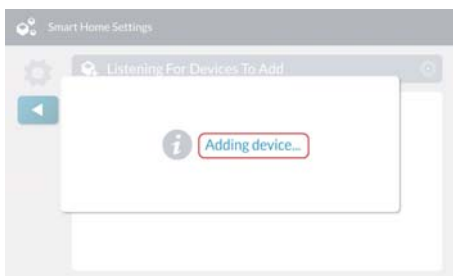 Smart Home Settings
Listening For Devices To Add
Adding device...